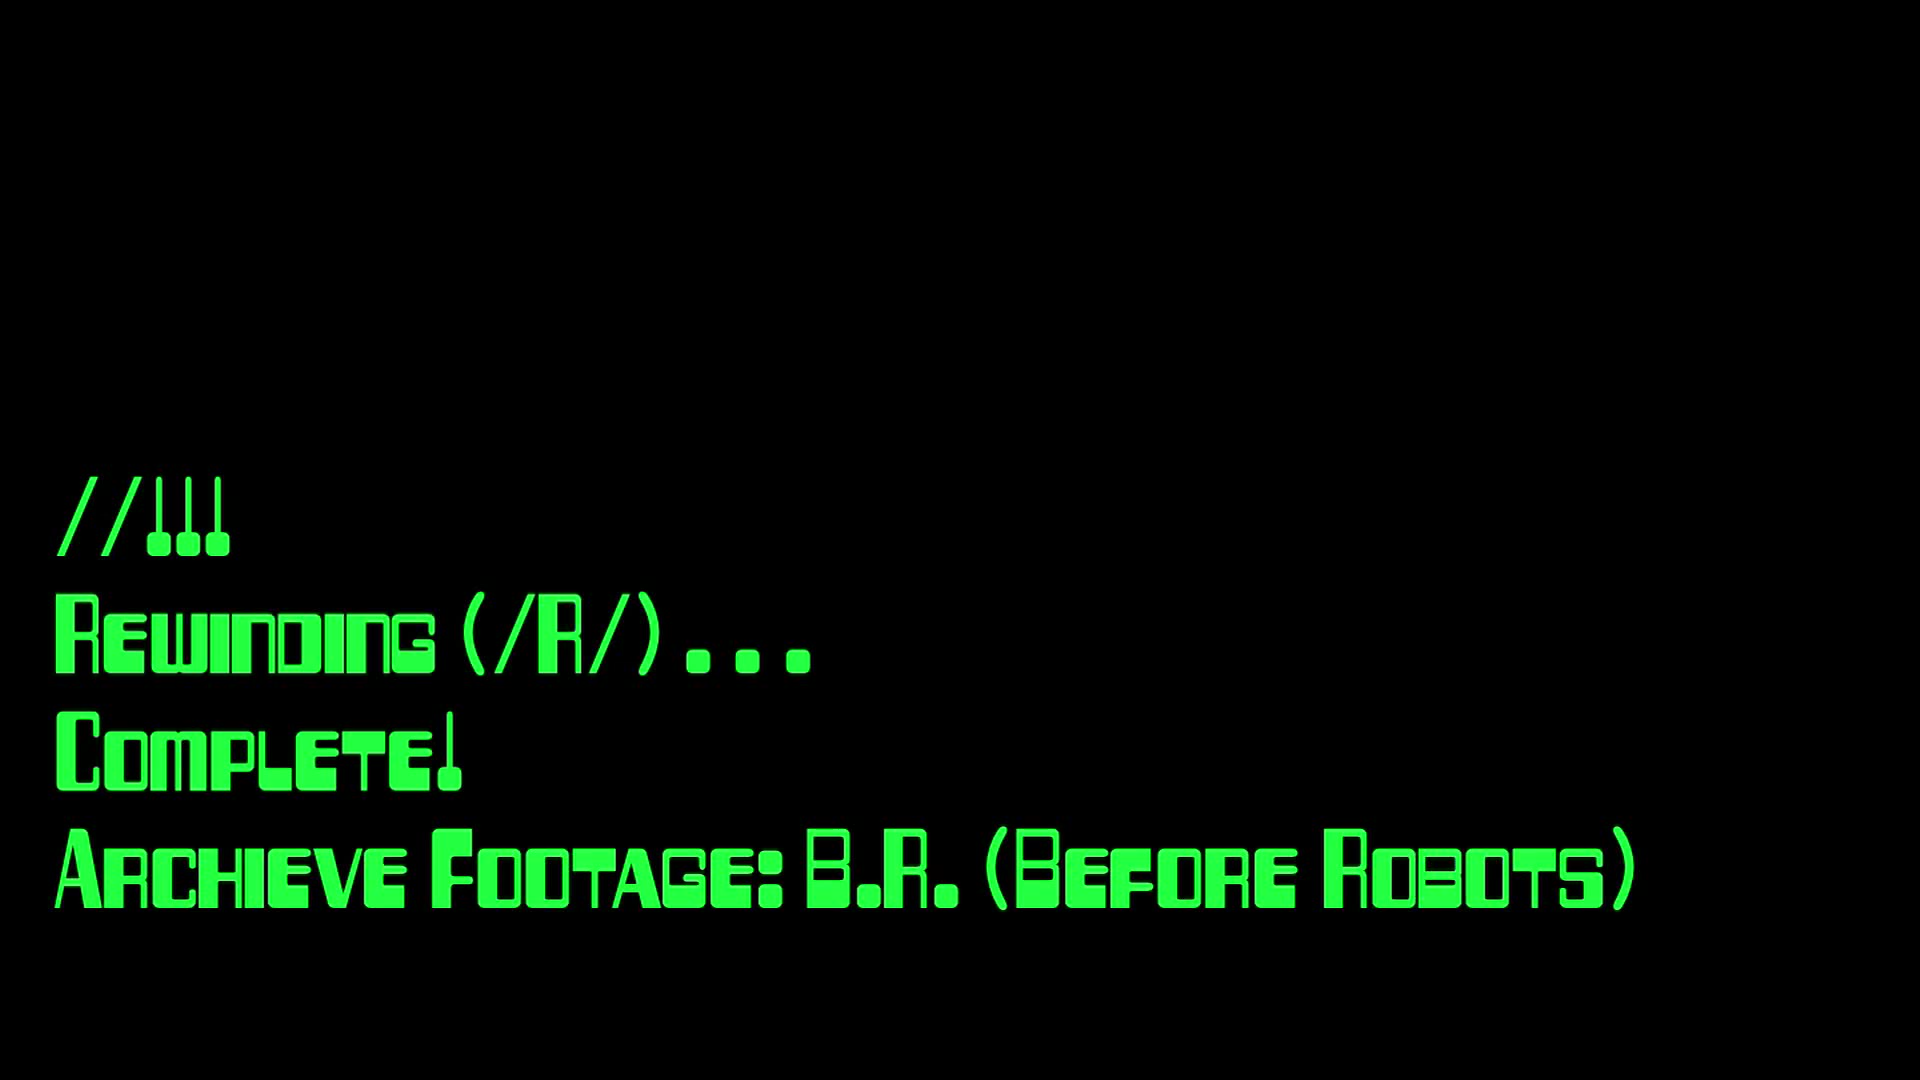 //!!!
Rewinding (/R/)...
Complete!
Archieve Footage: B.R. (Before Robots)